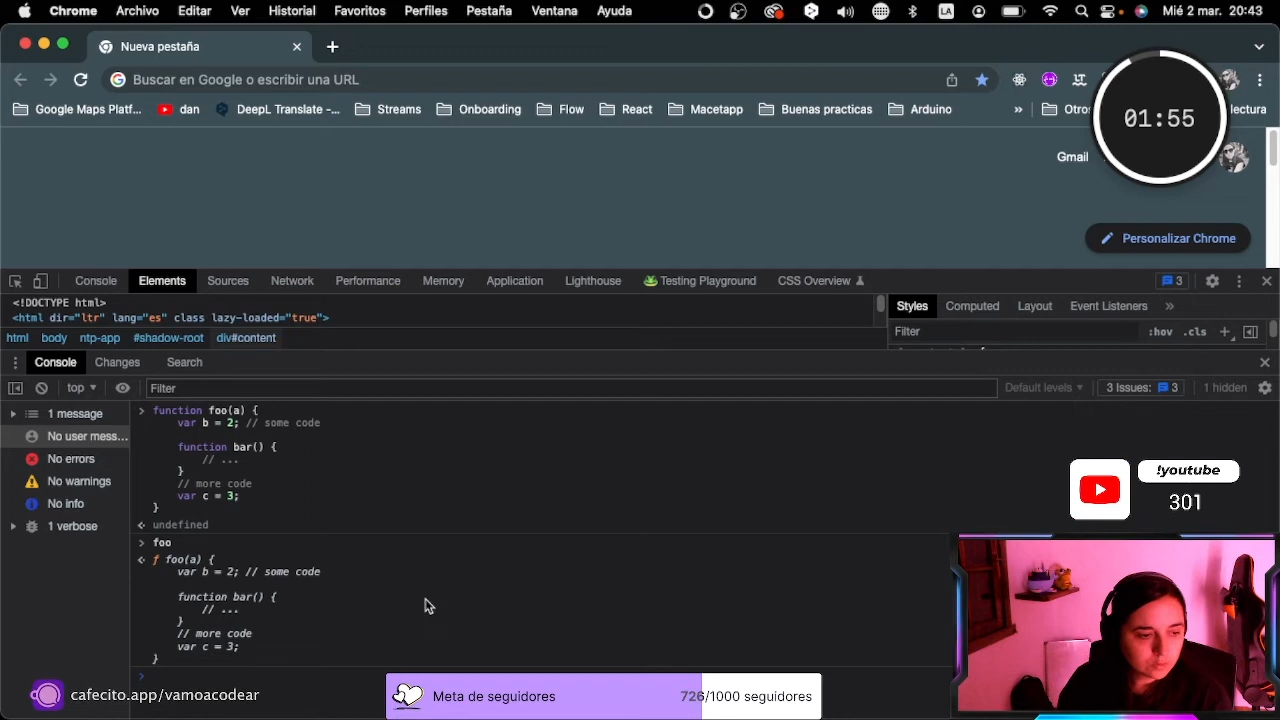 Chrome Archivo Editar Ver Historial Favoritos Perfiles Pestaña Ventana Ayuda LA Mié 2 mar. 20:43
Nueva pestaña
Buscar en Google o escribir una URL
Google Maps Platf... dan DeepL Translate -... Streams Onboarding Flow React Macetapp Buenas practicas Arduino » Otros lectura
01:55
Gmail
Personalizar Chrome
Console Elements Sources Network Performance Memory Application Lighthouse Testing Playground CSS Overview 3
<!DOCTYPE html>
<html dir="ltr" lang="es" class lazy-loaded="true">
Styles Computed Layout Event Listeners »
Filter :hov .cls
html body ntp-app #shadow-root div#content
Console Changes Search
top Filter Default levels 3 Issues: 3 1 hidden
1 message
No user mess...
No errors
No warnings
No info
1 verbose
function foo(a) {
var b = 2; // some code
function bar() {
// ...
}
// more code
var c = 3;
}
undefined
foo
f foo(a) {
var b = 2; // some code
function bar() {
// ...
}
// more code
var c = 3;
}
!youtube
301
cafecito.app/vamoacodear
Meta de seguidores 726/1000 seguidores